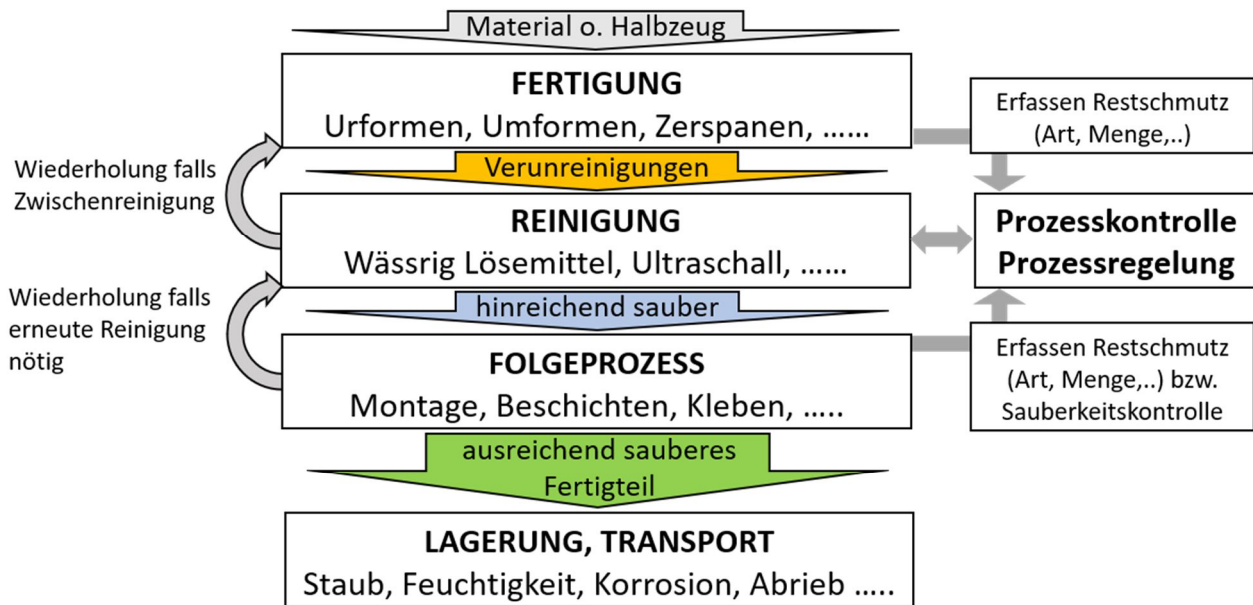 Material o. Halbzeug
FERTIGUNG
Urformen, Umformen, Zerspanen, ......
Erfassen Restschmutz
(Art, Menge,..)
Wiederholung falls
Zwischenreinigung
Verunreinigungen
REINIGUNG
Wässrig Lösemittel, Ultraschall, ......
Prozesskontrolle
Prozessregelung
Wiederholung falls
erneute Reinigung
nötig
hinreichend sauber
FOLGEPROZESS
Montage, Beschichten, Kleben, .....
Erfassen Restschmutz
(Art, Menge,..) bzw.
Sauberkeitskontrolle
ausreichend sauberes
Fertigteil
LAGERUNG, TRANSPORT
Staub, Feuchtigkeit, Korrosion, Abrieb .....